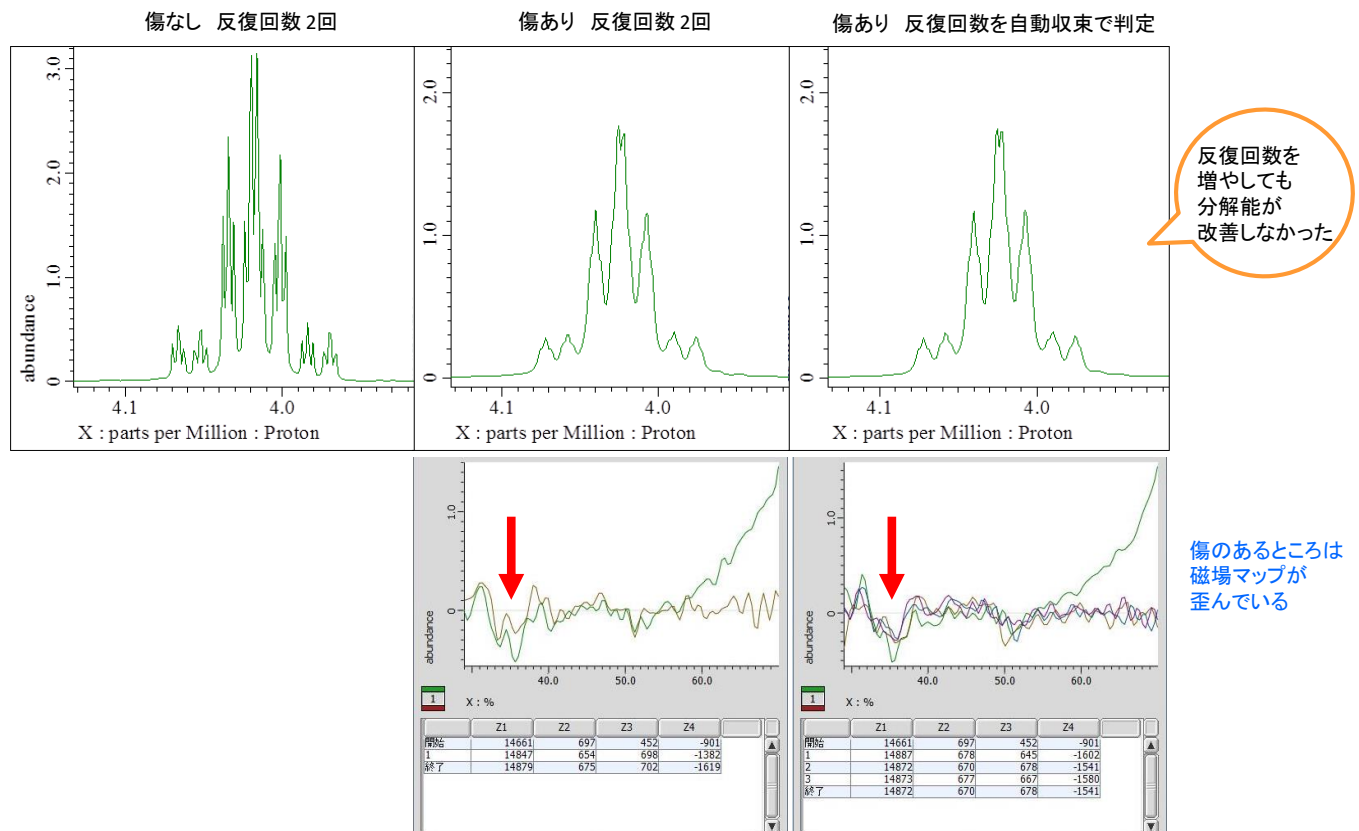 傷なし 反復回数 2回
傷あり 反復回数 2回
傷あり 反復回数を自動収束で判定
abundance
0 1.0 2.0 3.0
4.1 4.0
X : parts per Million : Proton
0 1.0 2.0
4.1 4.0
X : parts per Million : Proton
0 1.0 2.0
4.1 4.0
X : parts per Million : Proton
反復回数を
増やしても
分解能が
改善しなかった
abundance
0 1.0
40.0 50.0 60.0
1 X : %
Z1 Z2 Z3 Z4
開始 14661 697 452 -901
1 14847 654 698 -1382
終了 14879 675 702 -1619
abundance
0 1.0
40.0 50.0 60.0
1 X : %
Z1 Z2 Z3 Z4
開始 14661 697 452 -901
1 14887 678 645 -1602
2 14872 670 678 -1541
3 14873 677 667 -1580
終了 14872 670 678 -1541
傷のあるところは
磁場マップが
歪んでいる